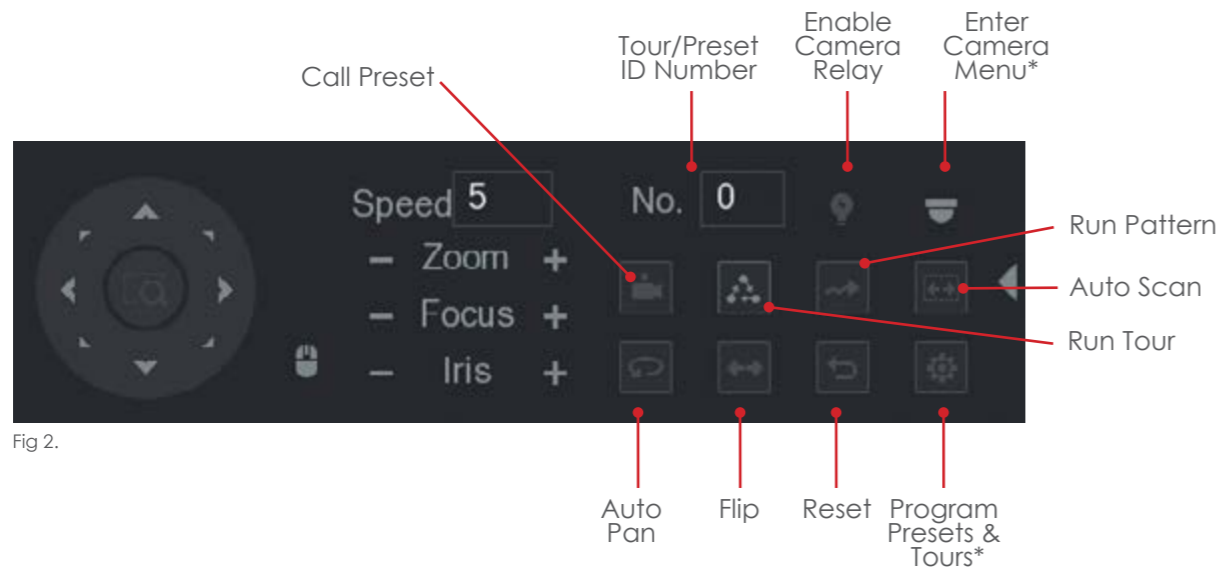 Call Preset
Tour/Preset
ID Number
Enable
Camera
Relay
Enter
Camera
Menu*
Speed 5
No. 0
− Zoom +
− Focus +
− Iris +
Run Pattern
Auto Scan
Run Tour
Fig 2.
Auto
Pan
Flip
Reset
Program
Presets &
Tours*